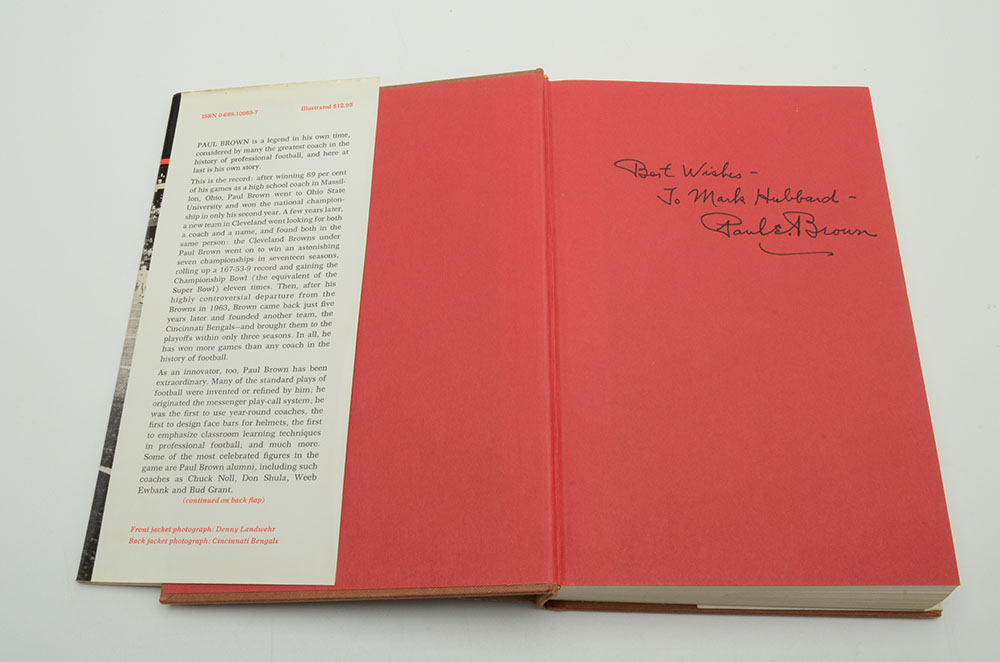 ISBN 0-689-10985-7
Illustrated $12.95
PAUL BROWN is a legend in his own time,
considered by many the greatest coach in the
history of professional football, and here at
last is his own story.
This is the record: after winning 89 per cent
of his games as a high school coach in Massil-
lon, Ohio, Paul Brown went to Ohio State
University and won the national champion-
ship in only his second year. A few years later,
a new team in Cleveland went looking for both
a coach and a name, and found both in the
same person: the Cleveland Browns under
Paul Brown went on to win an astonishing
seven championships in seventeen seasons,
rolling up a 167-53-9 record and gaining the
Championship Bowl (the equivalent of the
Super Bowl) eleven times. Then, after his
highly controversial departure from the
Browns in 1963, Brown came back just five
years later and founded another team, the
Cincinnati Bengals—and brought them to the
playoffs within only three seasons. In all, he
has won more games than any coach in the
history of football.
As an innovator, too, Paul Brown has been
extraordinary. Many of the standard plays of
football were invented or refined by him; he
originated the messenger play-call system; he
was the first to use year-round coaches, the
first to design face bars for helmets, the first
to emphasize classroom learning techniques
in professional football; and much more.
Some of the most celebrated figures in the
game are Paul Brown alumni, including such
coaches as Chuck Noll, Don Shula, Weeb
Ewbank and Bud Grant.
(continued on back flap)
Front jacket photograph: Denny Landwehr
Back jacket photograph: Cincinnati Bengals
Best Wishes –
To Mark Hubbard –
Paul E. Brown